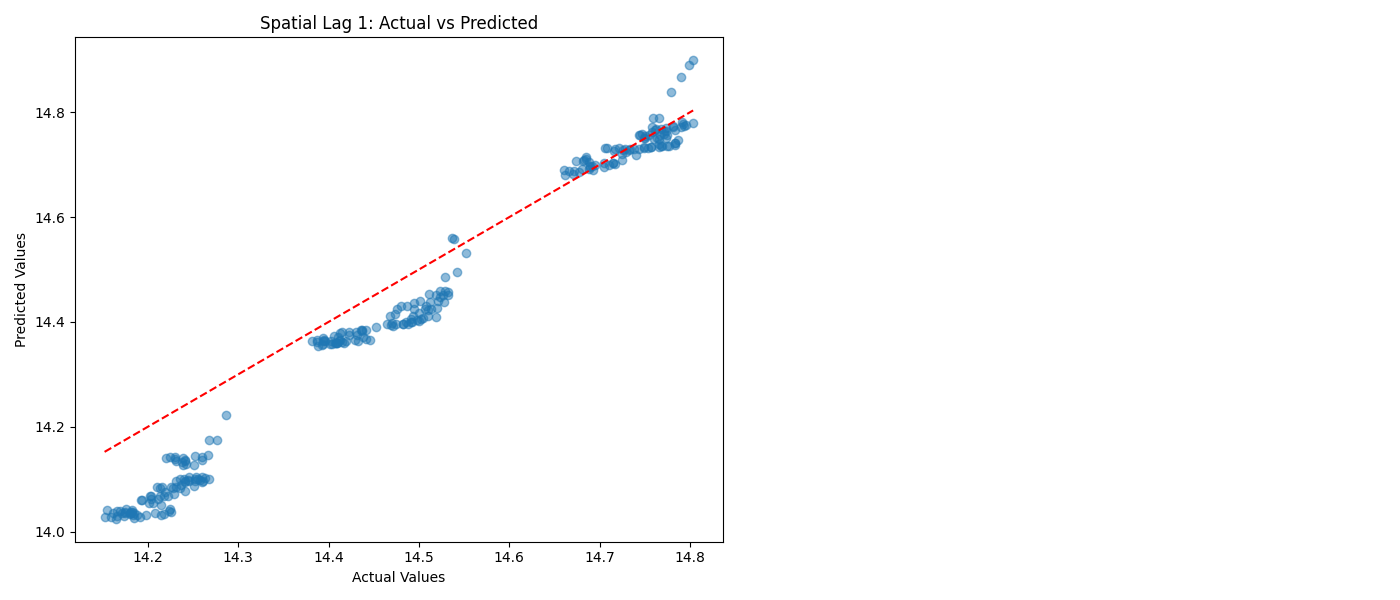 Spatial Lag 1: Actual vs Predicted
14.8
14.6
14.4
14.2
14.0
Predicted Values
14.2 14.3 14.4 14.5 14.6 14.7 14.8
Actual Values